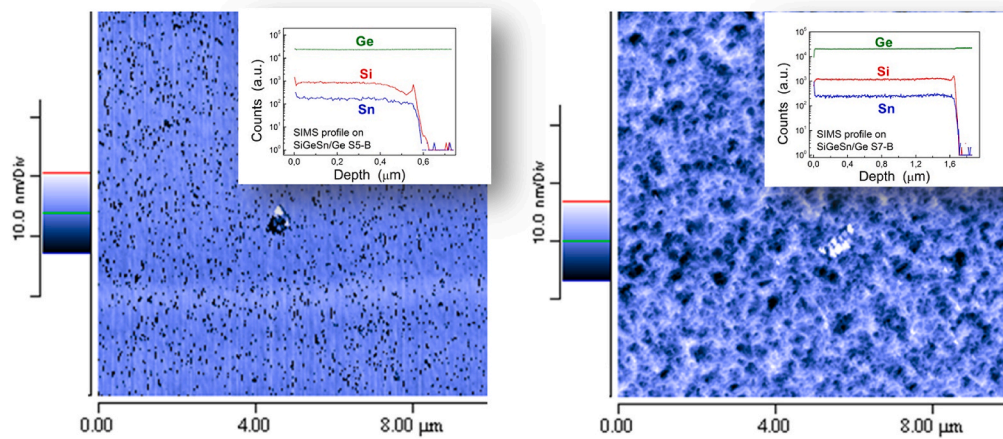 10.0 nm/Div
0.00
4.00
8.00 µm
Counts (a.u.)
10⁵
10⁴
10³
10²
10¹
10⁰
Ge
Si
Sn
SIMS profile on
SiGeSn/Ge S5-B
0,0
0,2
0,4
0,6
Depth (µm)
10.0 nm/Div
0.00
4.00
8.00 µm
Counts (a.u.)
10⁵
10⁴
10³
10²
10¹
10⁰
Ge
Si
Sn
SIMS profile on
SiGeSn/Ge S7-B
0,0
0,4
0,8
1,2
1,6
Depth (µm)